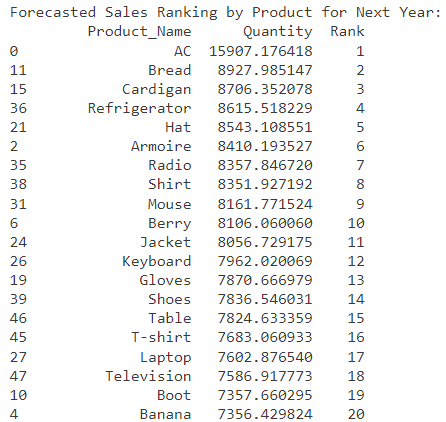 Forecasted Sales Ranking by Product for Next Year:
Product_Name Quantity Rank
0 AC 15907.176418 1
11 Bread 8927.985147 2
15 Cardigan 8706.352078 3
36 Refrigerator 8615.518229 4
21 Hat 8543.108551 5
2 Armoire 8410.193527 6
35 Radio 8357.846720 7
38 Shirt 8351.927192 8
31 Mouse 8161.771524 9
6 Berry 8106.060060 10
24 Jacket 8056.729175 11
26 Keyboard 7962.020069 12
19 Gloves 7870.666979 13
39 Shoes 7836.546031 14
46 Table 7824.633359 15
45 T-shirt 7683.060933 16
27 Laptop 7602.876540 17
47 Television 7586.917773 18
10 Boot 7357.660295 19
4 Banana 7356.429824 20